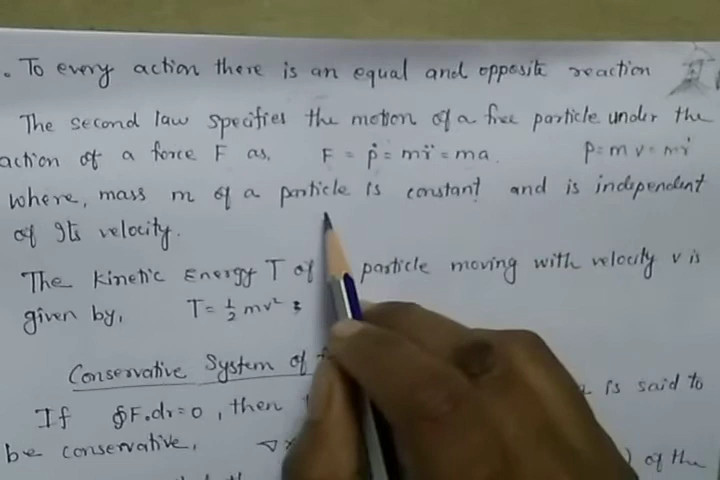 . To every action there is an equal and opposite reaction
The second law specifies the motion of a free particle under the
action of a force F as, F = ṗ = mr̈ = ma. p = mv = mṙ
where, mass m of a particle is constant and is independent
of Its velocity.
The Kinetic Energy T of particle moving with velocity v is
given by, T = ½ mv² ;
Conservative System of
If ∮F.dr = 0, then is said to
be conservative. ∇ of the